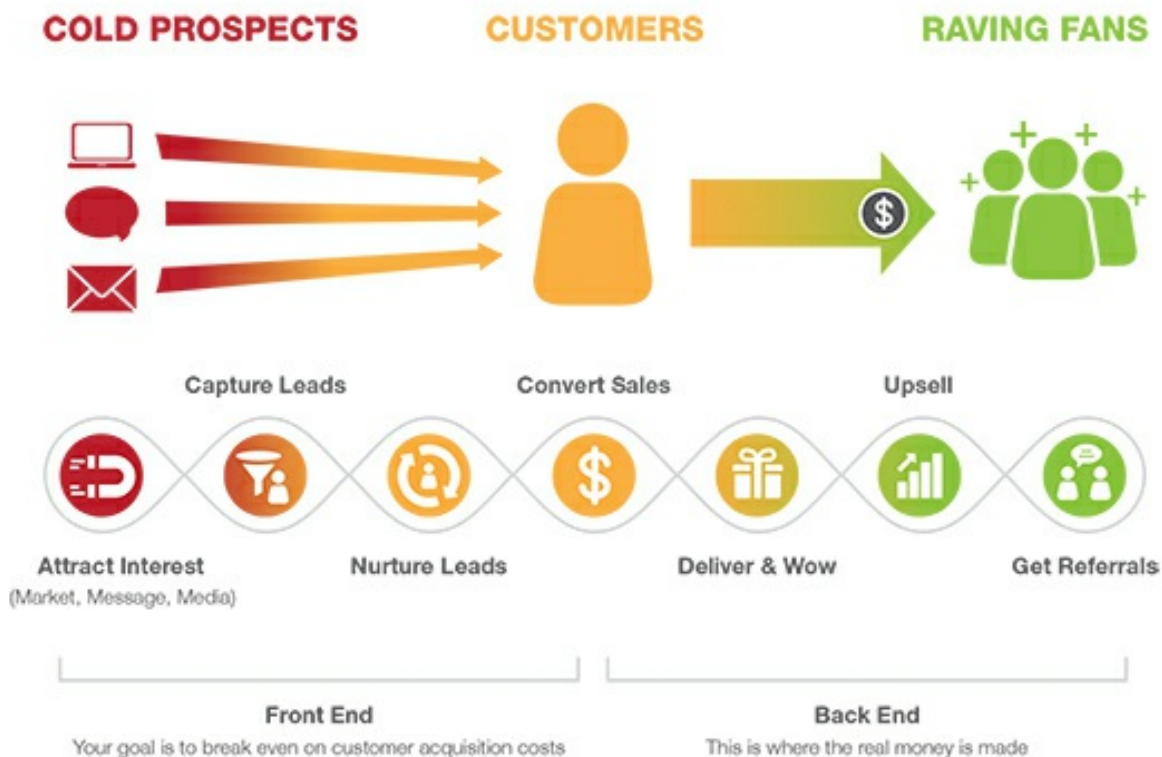 COLD PROSPECTS
CUSTOMERS
RAVING FANS
$
Capture Leads
Convert Sales
Upsell
$
Attract Interest
(Market, Message, Media)
Nurture Leads
Deliver & Wow
Get Referrals
Front End
Your goal is to break even on customer acquisition costs
Back End
This is where the real money is made